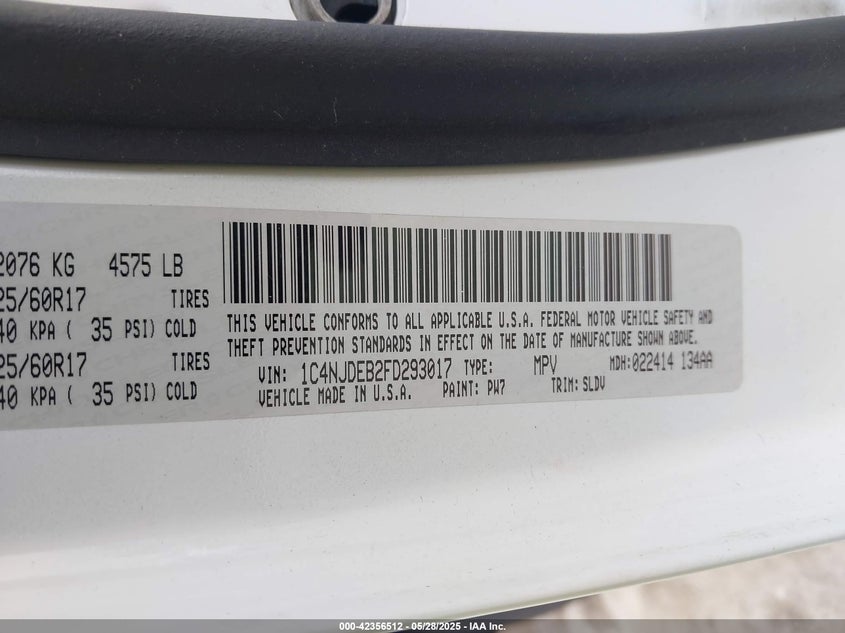 2076 KG 4575 LB
25/60R17 TIRES
40 KPA ( 35 PSI) COLD
25/60R17 TIRES
40 KPA ( 35 PSI) COLD
THIS VEHICLE CONFORMS TO ALL APPLICABLE U.S.A. FEDERAL MOTOR VEHICLE SAFETY AND
THEFT PREVENTION STANDARDS IN EFFECT ON THE DATE OF MANUFACTURE SHOWN ABOVE.
VIN: 1C4NJDEB2FD293017 TYPE: MPV MDH:022414 134AA
VEHICLE MADE IN U.S.A. PAINT: PW7 TRIM: SLDV
000-42356512 --- 05/28/2025 --- IAA Inc.